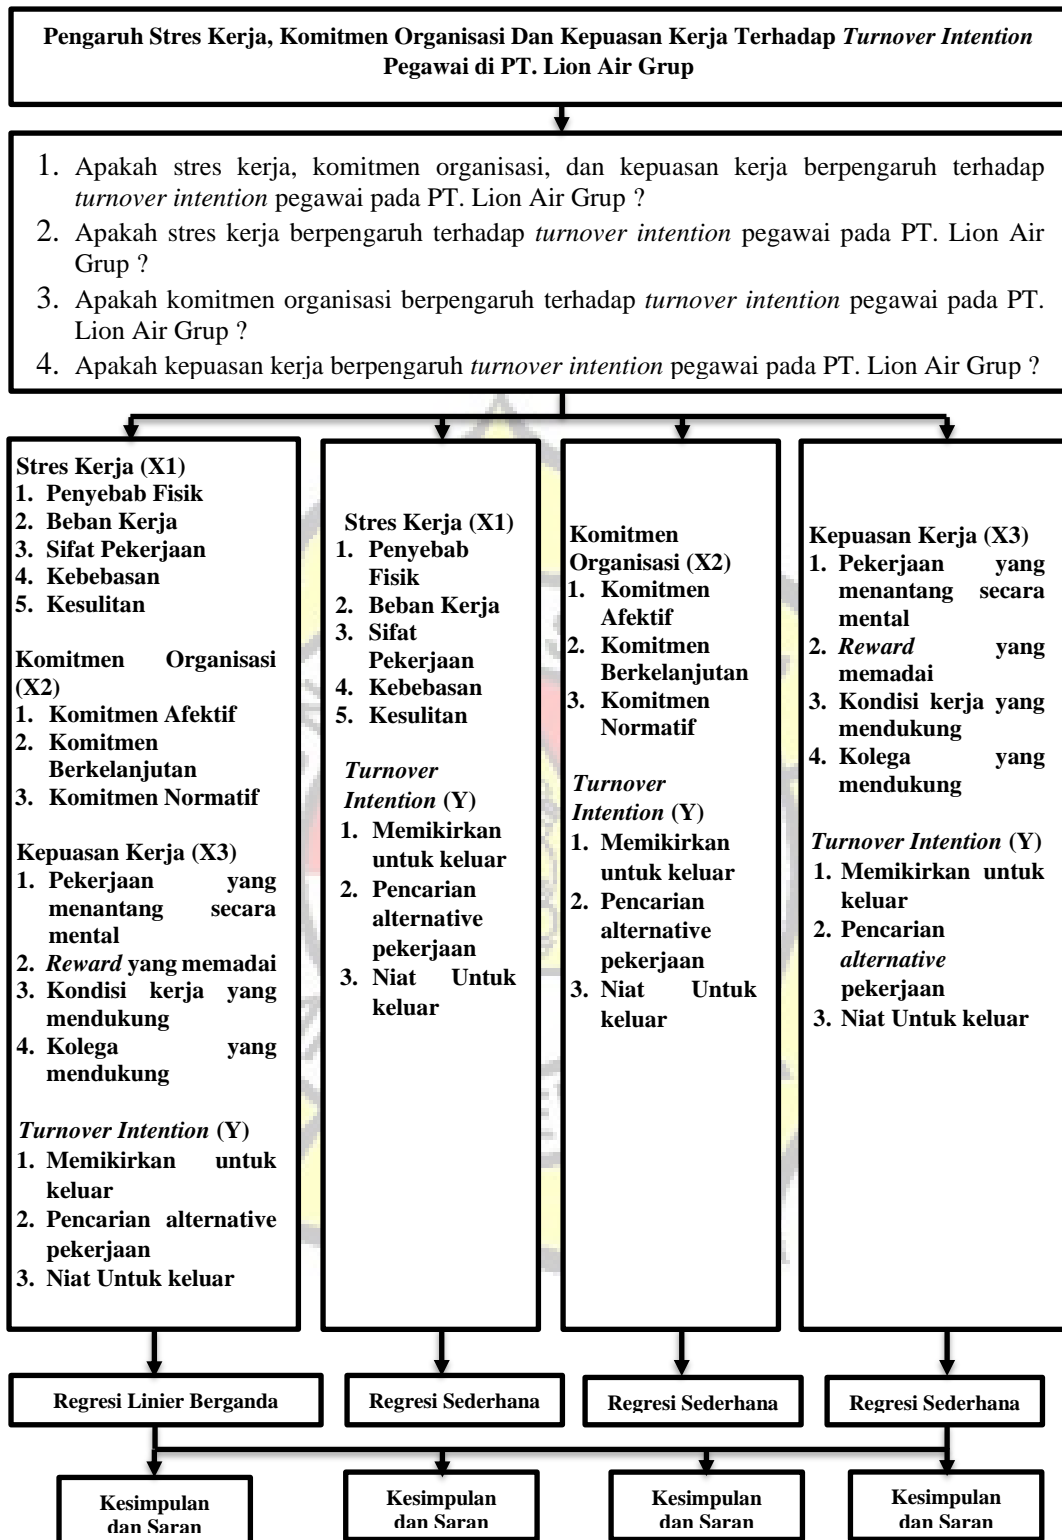 Pengaruh Stres Kerja, Komitmen Organisasi Dan Kepuasan Kerja Terhadap Turnover Intention
Pegawai di PT. Lion Air Grup
1. Apakah stres kerja, komitmen organisasi, dan kepuasan kerja berpengaruh terhadap
turnover intention pegawai pada PT. Lion Air Grup ?
2. Apakah stres kerja berpengaruh terhadap turnover intention pegawai pada PT. Lion Air
Grup ?
3. Apakah komitmen organisasi berpengaruh terhadap turnover intention pegawai pada PT.
Lion Air Grup ?
4. Apakah kepuasan kerja berpengaruh turnover intention pegawai pada PT. Lion Air Grup ?
Stres Kerja (X1)
1. Penyebab Fisik
2. Beban Kerja
3. Sifat Pekerjaan
4. Kebebasan
5. Kesulitan
Komitmen Organisasi
(X2)
1. Komitmen Afektif
2. Komitmen
Berkelanjutan
3. Komitmen Normatif
Kepuasan Kerja (X3)
1. Pekerjaan yang
menantang secara
mental
2. Reward yang memadai
3. Kondisi kerja yang
mendukung
4. Kolega yang
mendukung
Turnover Intention (Y)
1. Memikirkan untuk
keluar
2. Pencarian alternative
pekerjaan
3. Niat Untuk keluar
Stres Kerja (X1)
1. Penyebab
Fisik
2. Beban Kerja
3. Sifat
Pekerjaan
4. Kebebasan
5. Kesulitan
Turnover
Intention (Y)
1. Memikirkan
untuk keluar
2. Pencarian
alternative
pekerjaan
3. Niat Untuk
keluar
Komitmen
Organisasi (X2)
1. Komitmen
Afektif
2. Komitmen
Berkelanjutan
3. Komitmen
Normatif
Turnover
Intention (Y)
1. Memikirkan
untuk keluar
2. Pencarian
alternative
pekerjaan
3. Niat Untuk
keluar
Kepuasan Kerja (X3)
1. Pekerjaan yang
menantang secara
mental
2. Reward yang
memadai
3. Kondisi kerja yang
mendukung
4. Kolega yang
mendukung
Turnover Intention (Y)
1. Memikirkan untuk
keluar
2. Pencarian
alternative
pekerjaan
3. Niat Untuk keluar
Regresi Linier Berganda
Regresi Sederhana
Regresi Sederhana
Regresi Sederhana
Kesimpulan
dan Saran
Kesimpulan
dan Saran
Kesimpulan
dan Saran
Kesimpulan
dan Saran